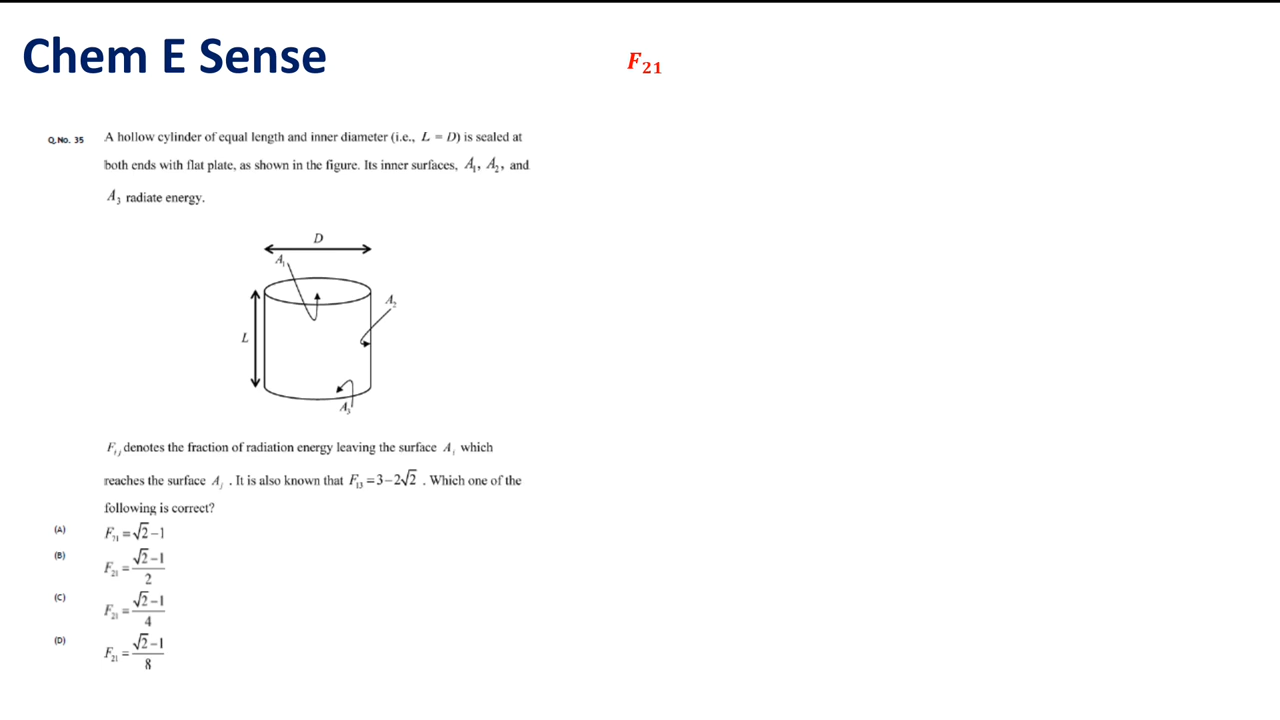 Chem E Sense
F₂₁
Q.No. 35 A hollow cylinder of equal length and inner diameter (i.e., L = D) is sealed at
both ends with flat plate, as shown in the figure. Its inner surfaces, A₁, A₂, and
A₃ radiate energy.
D
A₁
A₂
L
A₃
Fᵢⱼ denotes the fraction of radiation energy leaving the surface Aᵢ which
reaches the surface Aⱼ . It is also known that F₁₃ = 3−2√2 . Which one of the
following is correct?
(A) F₂₁ = √2−1
(B) F₂₁ = (√2−1)/2
(C) F₂₁ = (√2−1)/4
(D) F₂₁ = (√2−1)/8